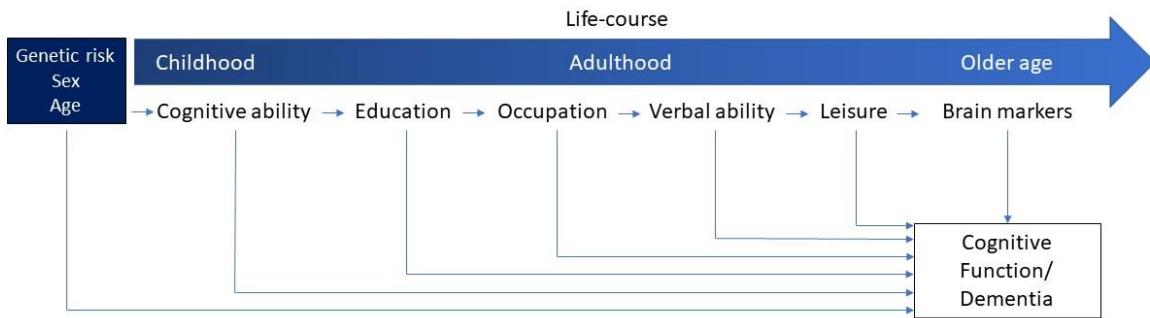 Life-course
Genetic risk
Sex
Age
Childhood
Adulthood
Older age
Cognitive ability
Education
Occupation
Verbal ability
Leisure
Brain markers
Cognitive
Function/
Dementia